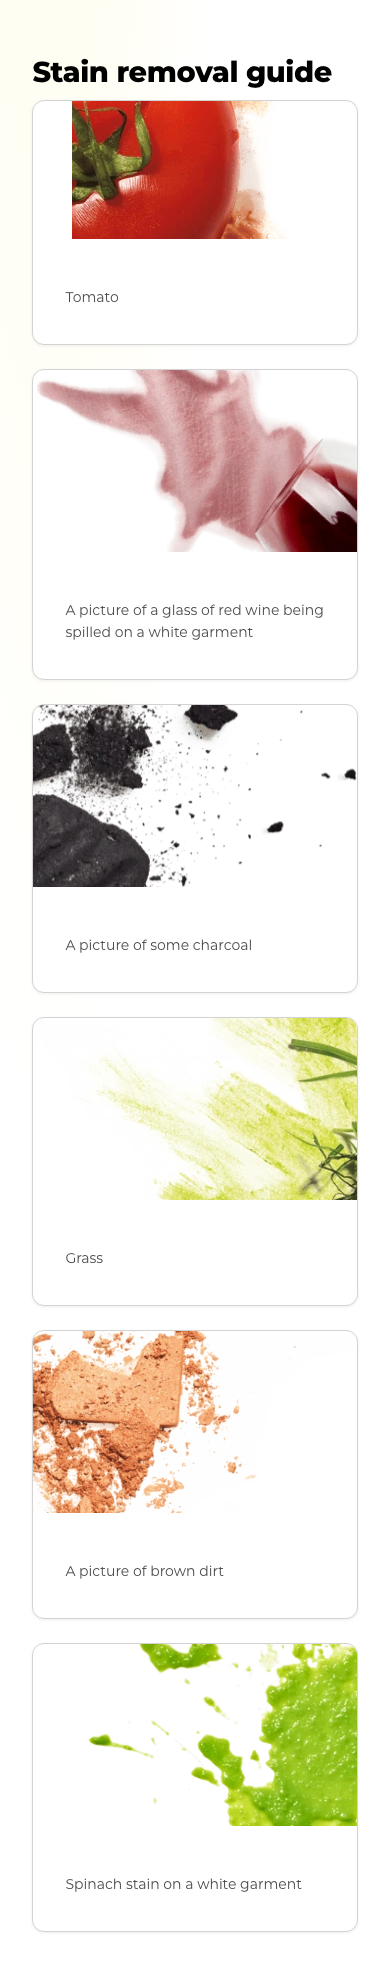 Stain removal guide
Tomato
A picture of a glass of red wine being
spilled on a white garment
A picture of some charcoal
Grass
A picture of brown dirt
Spinach stain on a white garment